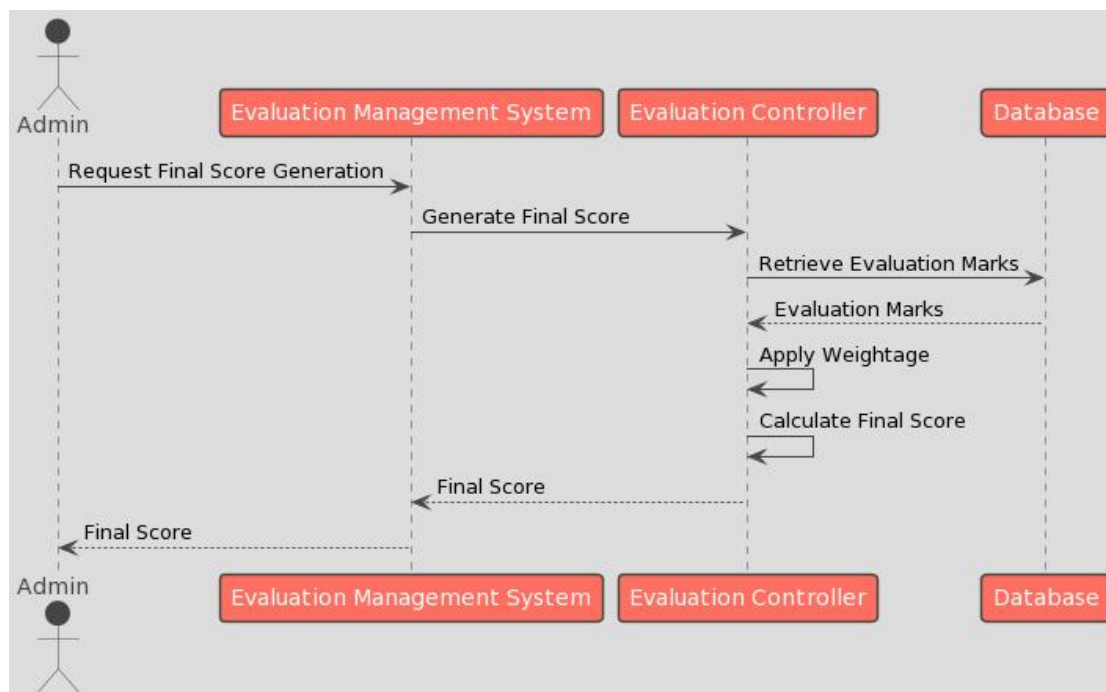 Admin
Evaluation Management System
Evaluation Controller
Database
Request Final Score Generation
Generate Final Score
Retrieve Evaluation Marks
Evaluation Marks
Apply Weightage
Calculate Final Score
Final Score
Final Score
Admin
Evaluation Management System
Evaluation Controller
Database